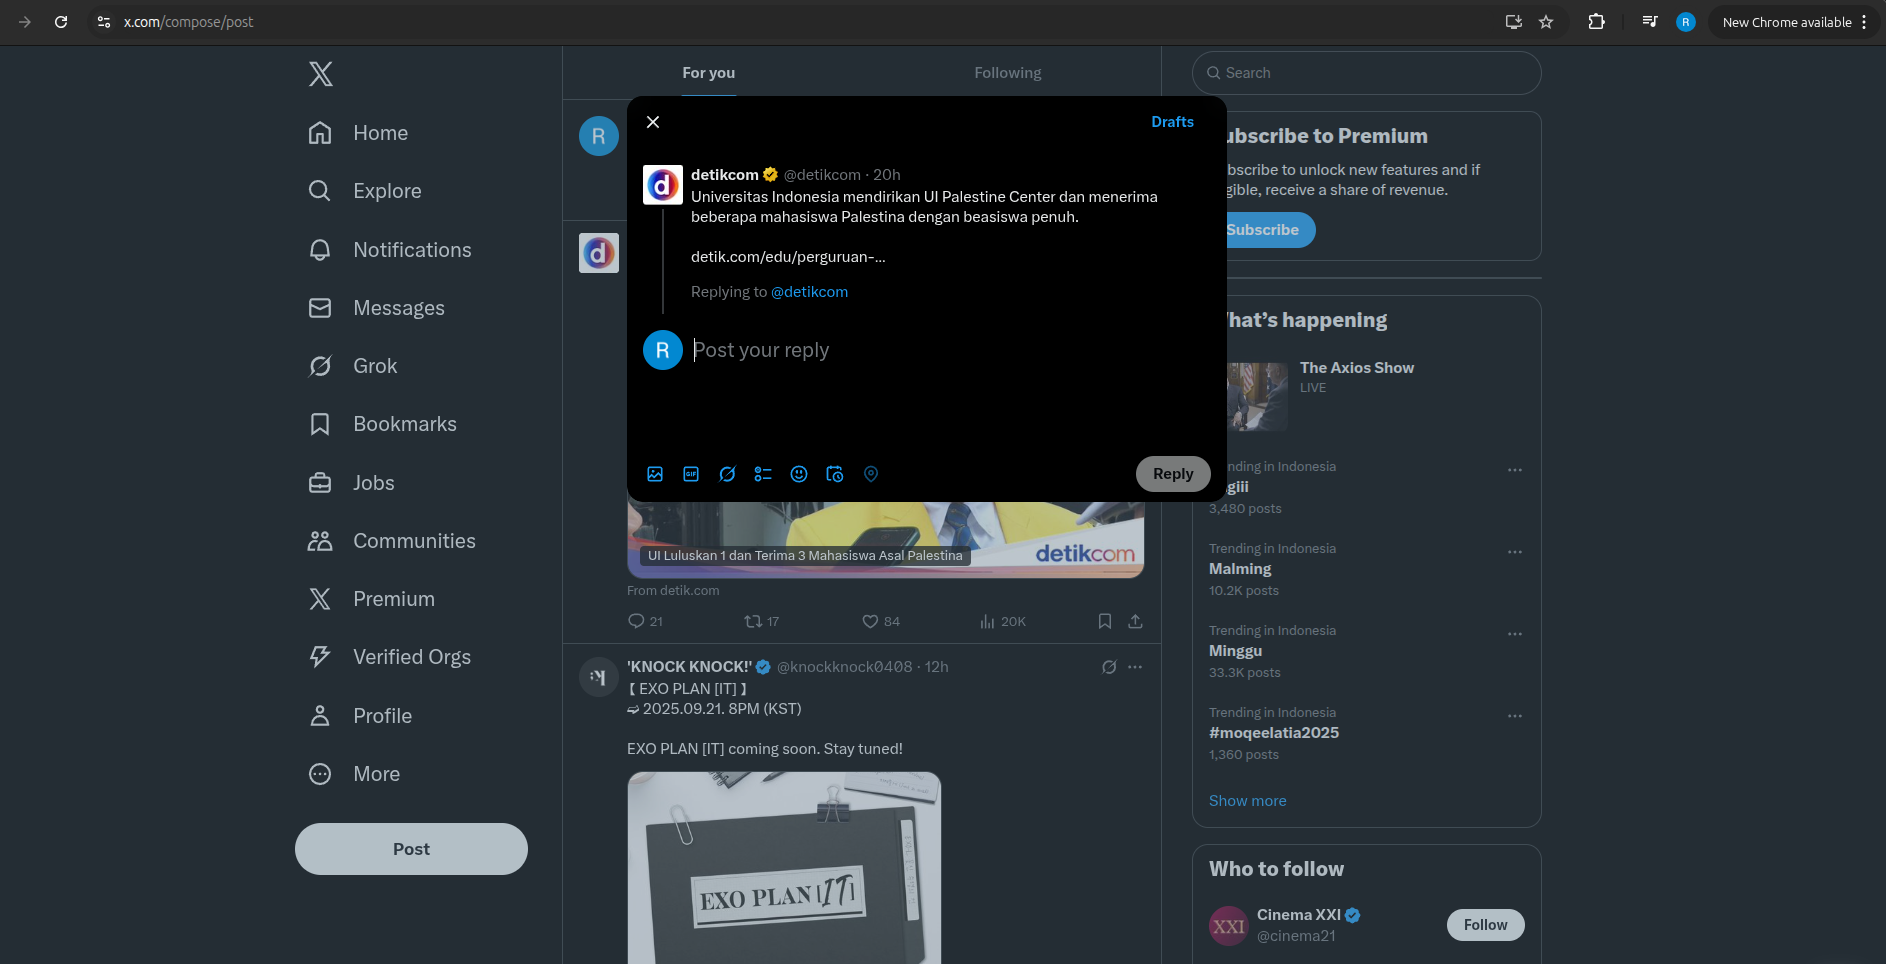 x.com/compose/post
R
New Chrome available
For you
Following
Search
Home
Explore
Notifications
Messages
Grok
Bookmarks
Jobs
Communities
Premium
Verified Orgs
Profile
More
Post
R
d
Drafts
d
detikcom @detikcom · 20h
Universitas Indonesia mendirikan UI Palestine Center dan menerima
beberapa mahasiswa Palestina dengan beasiswa penuh.
detik.com/edu/perguruan-...
Replying to @detikcom
R
Post your reply
GIF
Reply
UI Luluskan 1 dan Terima 3 Mahasiswa Asal Palestina
detikcom
From detik.com
21
17
84
20K
'KNOCK KNOCK!' @knockknock0408 · 12h
【 EXO PLAN [IT] 】
➫ 2025.09.21. 8PM (KST)
EXO PLAN [IT] coming soon. Stay tuned!
EXO PLAN [IT]
ubscribe to Premium
bscribe to unlock new features and if
gible, receive a share of revenue.
Subscribe
hat's happening
The Axios Show
LIVE
nding in Indonesia
giii
3,480 posts
Trending in Indonesia
Malming
10.2K posts
Trending in Indonesia
Minggu
33.3K posts
Trending in Indonesia
#moqeelatia2025
1,360 posts
Show more
Who to follow
XXI
Cinema XXI
@cinema21
Follow